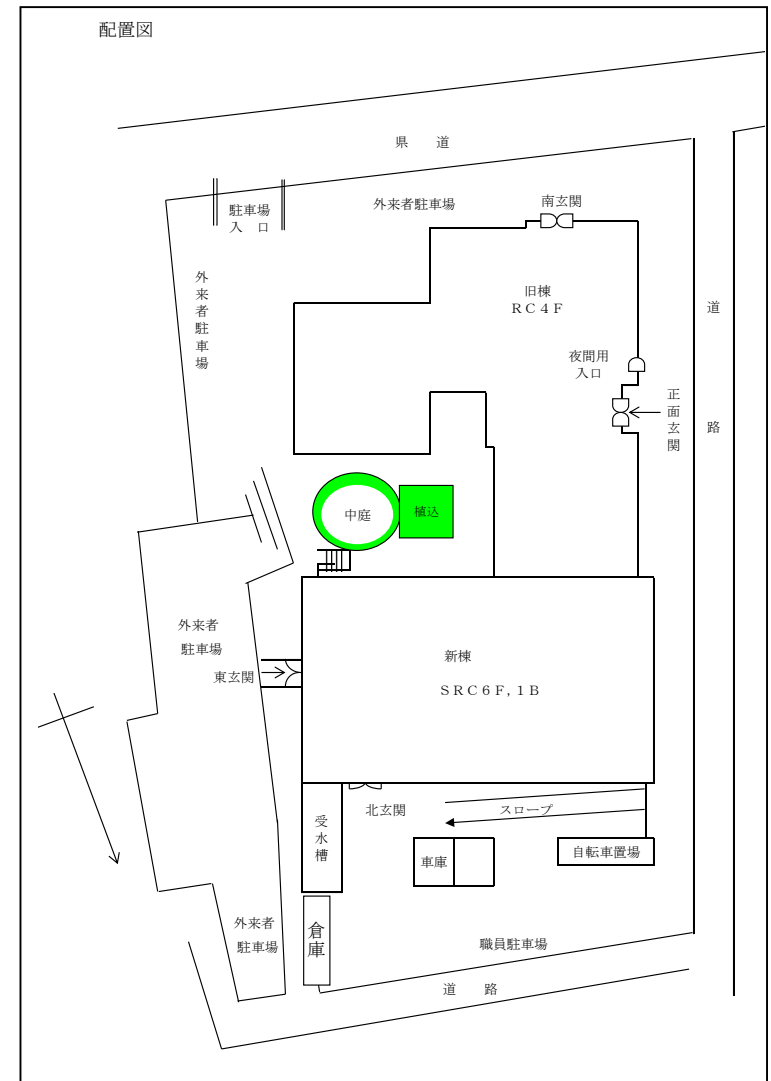 配置図
県 道
駐車場
入 口
外来者駐車場
南玄関
外来者駐車場
旧棟
RC4F
道 路
夜間用
入口
正面玄関
中庭
植込
外来者
駐車場
東玄関
新棟
SRC6F,1B
受水槽
北玄関
スロープ
車庫
自転車置場
外来者
駐車場
倉庫
職員駐車場
道 路